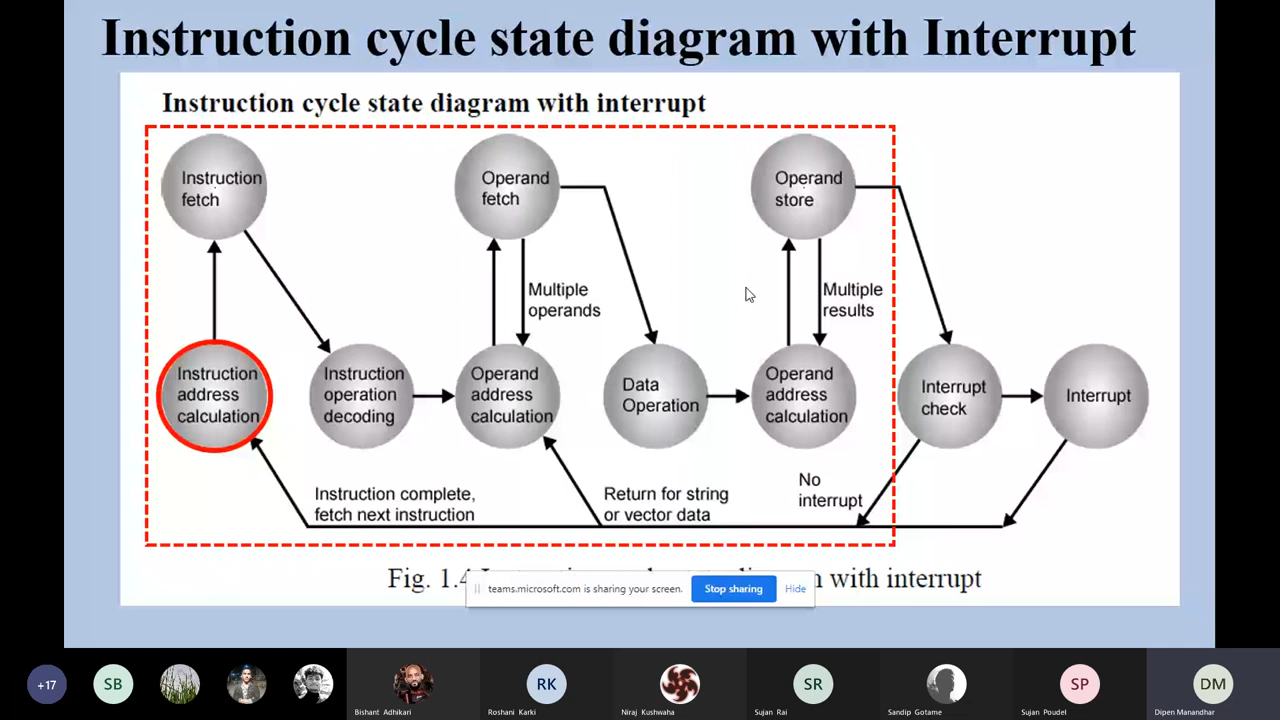 Instruction cycle state diagram with Interrupt
Instruction cycle state diagram with interrupt
Instruction
fetch
Operand
fetch
Operand
store
Multiple
operands
Multiple
results
Instruction
address
calculation
Instruction
operation
decoding
Operand
address
calculation
Data
Operation
Operand
address
calculation
Interrupt
check
Interrupt
Instruction complete,
fetch next instruction
Return for string
or vector data
No
interrupt
Fig. 1.4 with interrupt
teams.microsoft.com is sharing your screen.
Stop sharing
Hide
+17
SB
RK
SR
SP
DM
Bishant Adhikari
Roshani Karki
Niraj Kushwaha
Sujan Rai
Sandip Gotame
Sujan Poudel
Dipen Manandhar